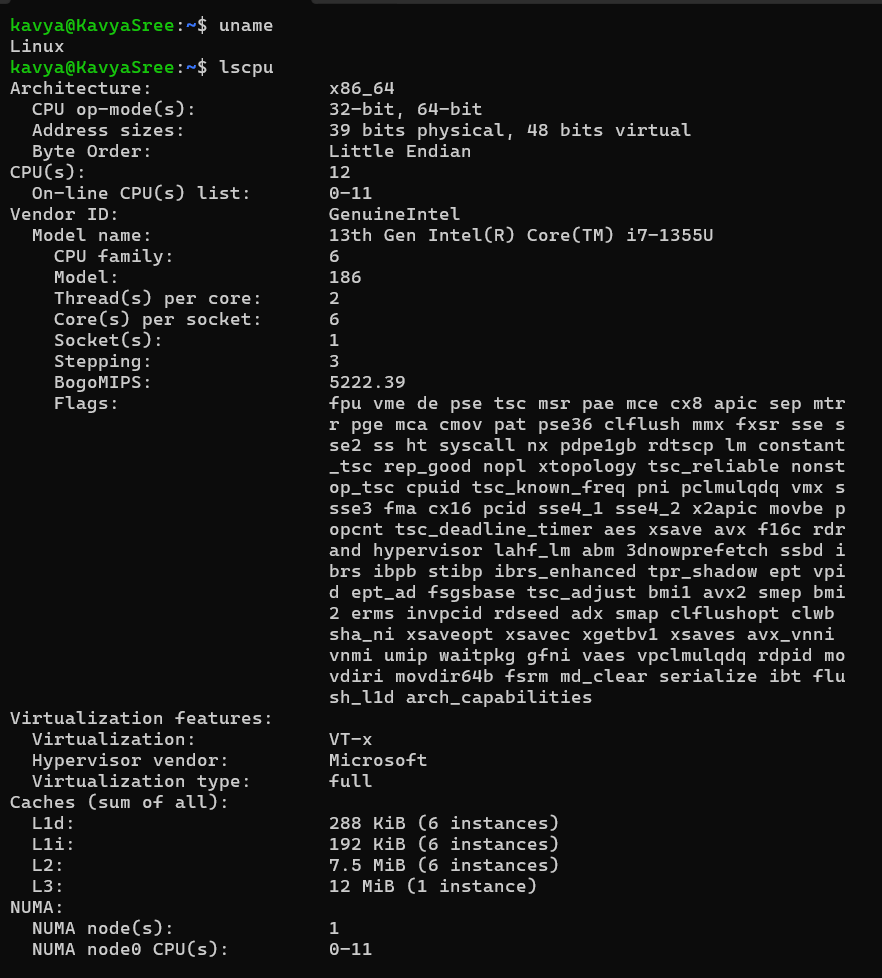 kavya@KavyaSree:~$ uname
Linux
kavya@KavyaSree:~$ lscpu
Architecture: x86_64
CPU op-mode(s): 32-bit, 64-bit
Address sizes: 39 bits physical, 48 bits virtual
Byte Order: Little Endian
CPU(s): 12
On-line CPU(s) list: 0-11
Vendor ID: GenuineIntel
Model name: 13th Gen Intel(R) Core(TM) i7-1355U
CPU family: 6
Model: 186
Thread(s) per core: 2
Core(s) per socket: 6
Socket(s): 1
Stepping: 3
BogoMIPS: 5222.39
Flags: fpu vme de pse tsc msr pae mce cx8 apic sep mtr
r pge mca cmov pat pse36 clflush mmx fxsr sse s
se2 ss ht syscall nx pdpe1gb rdtscp lm constant
_tsc rep_good nopl xtopology tsc_reliable nonst
op_tsc cpuid tsc_known_freq pni pclmulqdq vmx s
sse3 fma cx16 pcid sse4_1 sse4_2 x2apic movbe p
opcnt tsc_deadline_timer aes xsave avx f16c rdr
and hypervisor lahf_lm abm 3dnowprefetch ssbd i
brs ibpb stibp ibrs_enhanced tpr_shadow ept vpi
d ept_ad fsgsbase tsc_adjust bmi1 avx2 smep bmi
2 erms invpcid rdseed adx smap clflushopt clwb
sha_ni xsaveopt xsavec xgetbv1 xsaves avx_vnni
vnmi umip waitpkg gfni vaes vpclmulqdq rdpid mo
vdiri movdir64b fsrm md_clear serialize ibt flu
sh_l1d arch_capabilities
Virtualization features:
Virtualization: VT-x
Hypervisor vendor: Microsoft
Virtualization type: full
Caches (sum of all):
L1d: 288 KiB (6 instances)
L1i: 192 KiB (6 instances)
L2: 7.5 MiB (6 instances)
L3: 12 MiB (1 instance)
NUMA:
NUMA node(s): 1
NUMA node0 CPU(s): 0-11